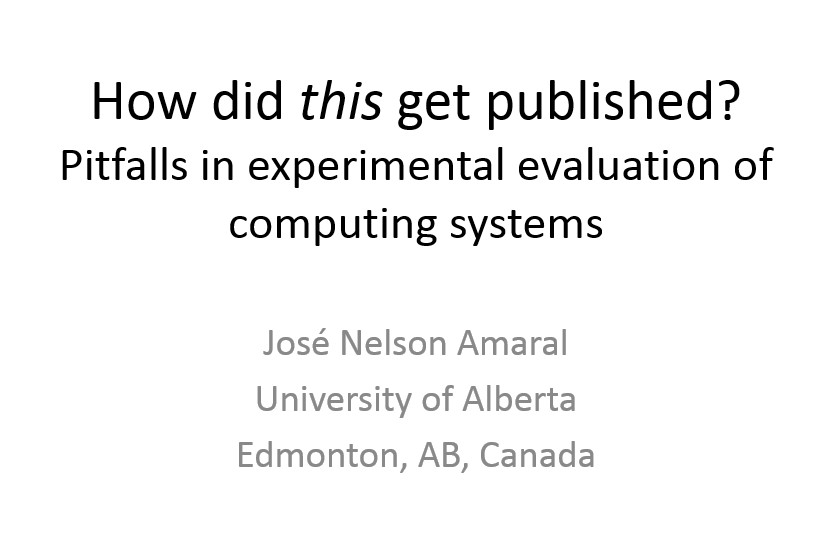 How did this get published?
Pitfalls in experimental evaluation of
computing systems
José Nelson Amaral
University of Alberta
Edmonton, AB, Canada